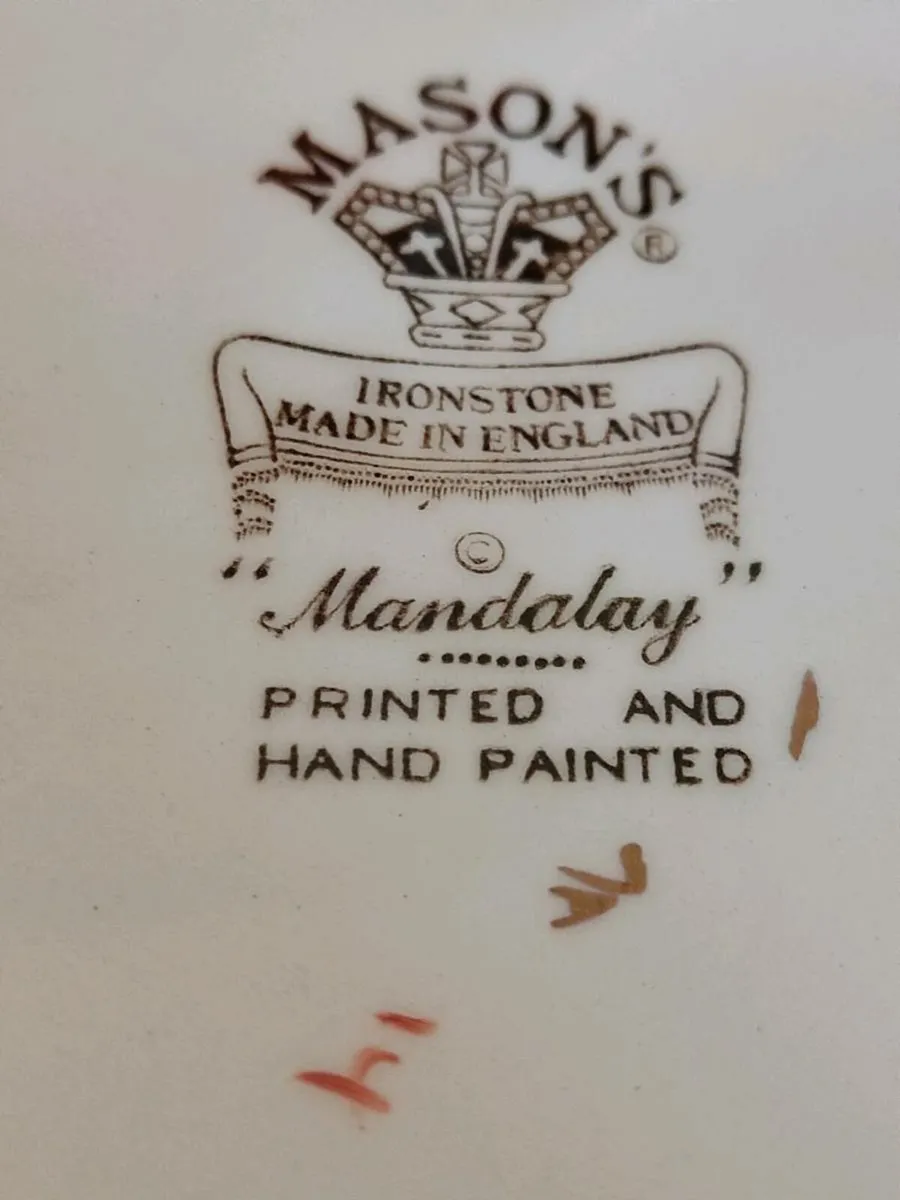 MASON'S ®
IRONSTONE
MADE IN ENGLAND
©
"Mandalay"
PRINTED AND
HAND PAINTED